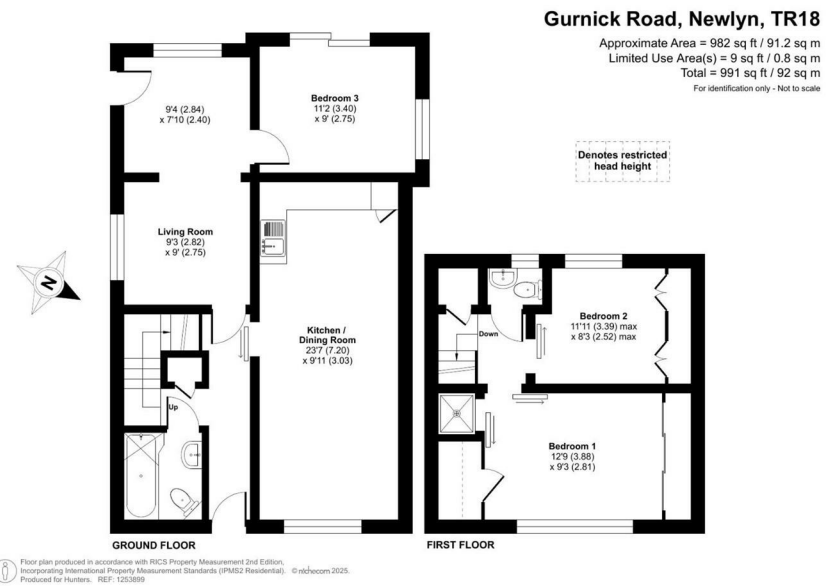 Gurnick Road, Newlyn, TR18
Approximate Area = 982 sq ft / 91.2 sq m
Limited Use Area(s) = 9 sq ft / 0.8 sq m
Total = 991 sq ft / 92 sq m
For identification only - Not to scale
9'4 (2.84)
x 7'10 (2.40)
Bedroom 3
11'2 (3.40)
x 9' (2.75)
Denotes restricted
head height
Living Room
9'3 (2.82)
x 9' (2.75)
N
Kitchen /
Dining Room
23'7 (7.20)
x 9'11 (3.03)
Up
GROUND FLOOR
Down
Bedroom 2
11'11 (3.39) max
x 8'3 (2.52) max
Bedroom 1
12'9 (3.88)
x 9'3 (2.81)
FIRST FLOOR
Floor plan produced in accordance with RICS Property Measurement 2nd Edition,
Incorporating International Property Measurement Standards (IPMS2 Residential). © nichecom 2025.
Produced for Hunters. REF: 1253899